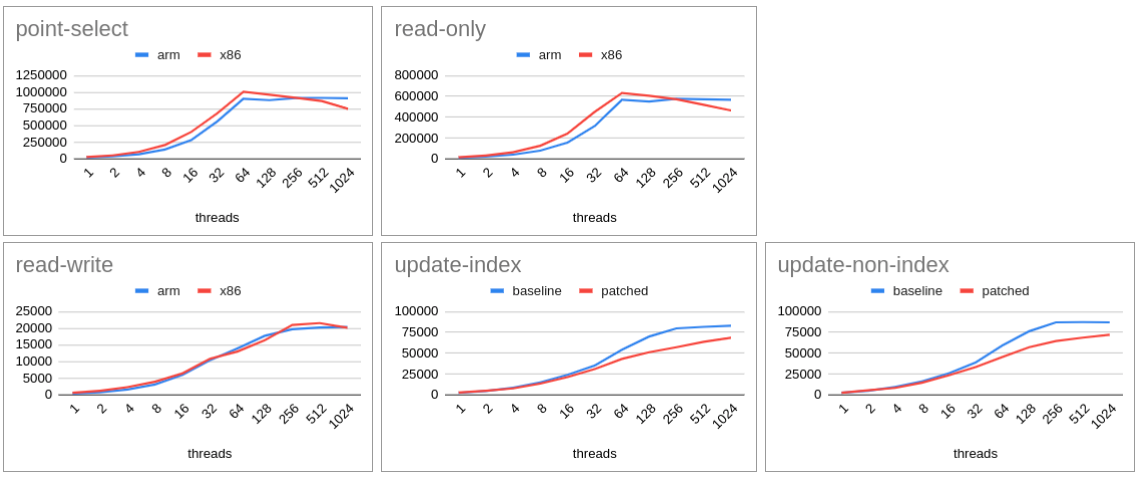 point-select
arm x86
1250000
1000000
750000
500000
250000
0
1 2 4 8 16 32 64 128 256 512 1024
threads
read-only
arm x86
800000
600000
400000
200000
0
1 2 4 8 16 32 64 128 256 512 1024
threads
read-write
arm x86
25000
20000
15000
10000
5000
0
1 2 4 8 16 32 64 128 256 512 1024
threads
update-index
baseline patched
100000
75000
50000
25000
0
1 2 4 8 16 32 64 128 256 512 1024
threads
update-non-index
baseline patched
100000
75000
50000
25000
0
1 2 4 8 16 32 64 128 256 512 1024
threads